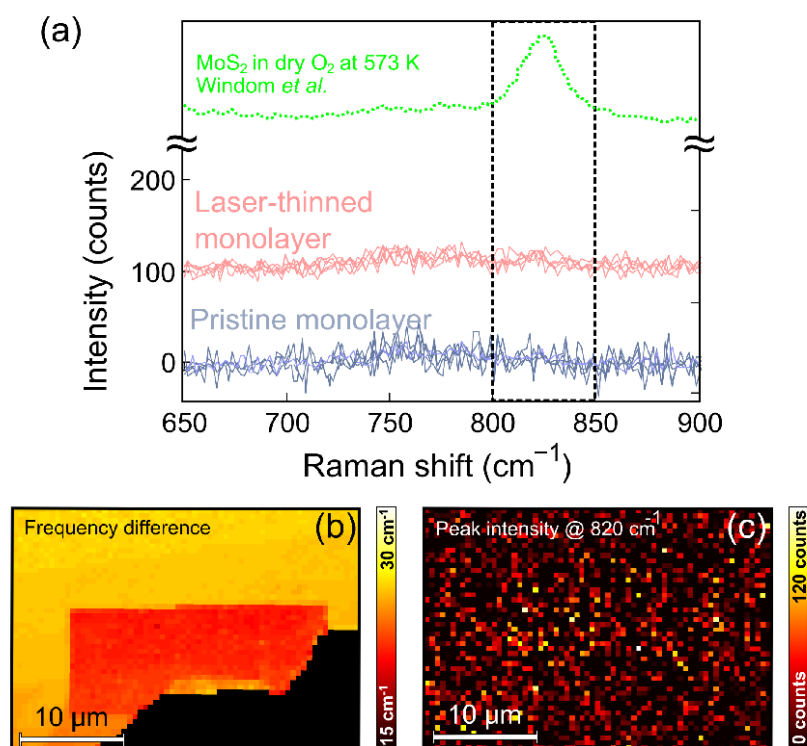 (a)
MoS2 in dry O2 at 573 K
Windom et al.
200
Laser-thinned
monolayer
100
Pristine monolayer
0
Intensity (counts)
650 700 750 800 850 900
Raman shift (cm−1)
Frequency difference
(b)
10 μm
30 cm-1
15 cm-1
Peak intensity @ 820 cm-1
(c)
10 μm
120 counts
0 counts